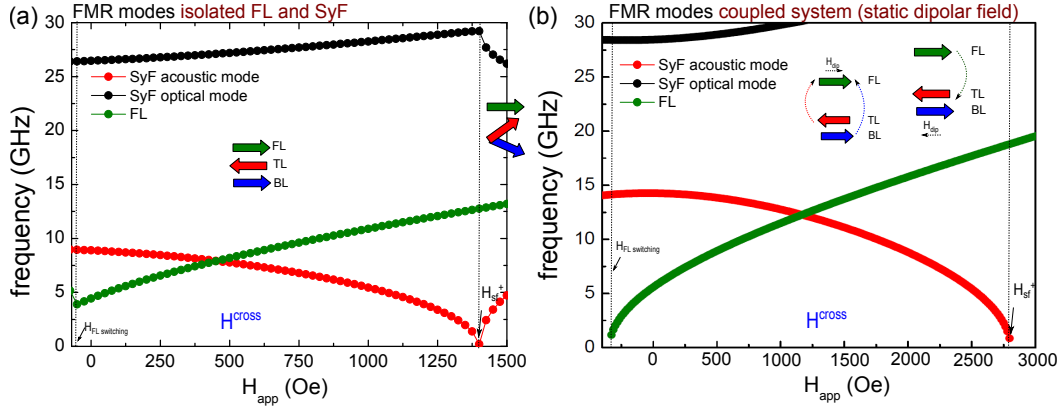 (a)
FMR modes isolated FL and SyF
35
30
25
20
15
10
5
0
frequency (GHz)
SyF acoustic mode
SyF optical mode
FL
FL
TL
BL
FL
TL
BL
H_FL switching
H^cross
H_sf^+
0 250 500 750 1000 1250 1500
H_app (Oe)
(b)
FMR modes coupled system (static dipolar field)
30
25
20
15
10
5
0
frequency (GHz)
SyF acoustic mode
SyF optical mode
FL
H_dip
FL
TL
BL
FL
TL
BL
H_dip
H_FL switching
H^cross
H_sf^+
0 500 1000 1500 2000 2500 3000
H_app (Oe)